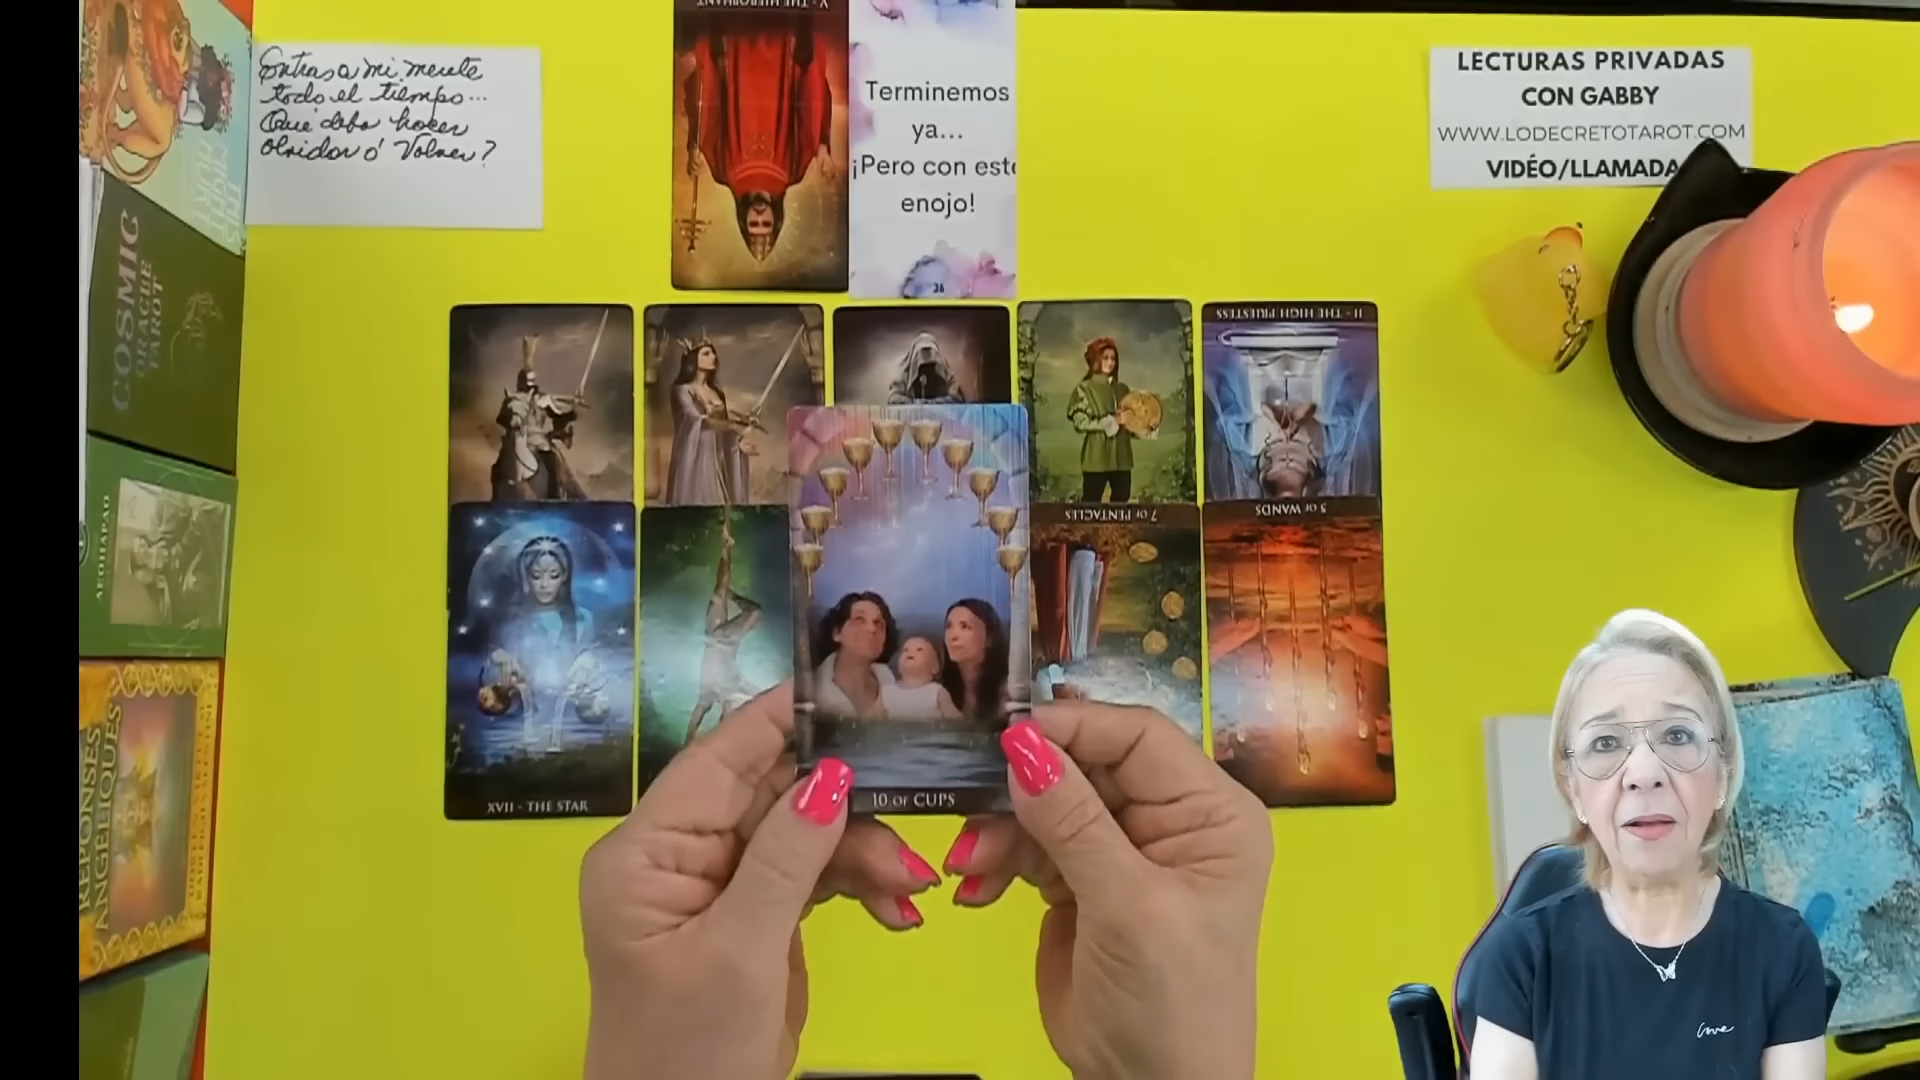 Entras a mi mente
todo el tiempo...
Qué debo hacer
olvidar ó Volver?
V - THE HIEROPHANT
Terminemos
ya...
¡Pero con este
enojo!
36
LECTURAS PRIVADAS
CON GABBY
WWW.LODECRETOTAROT.COM
VIDÉO/LLAMADA
COSMIC
ORACLE
TAROT
II - THE HIGH PRIESTESS
7 OF PENTACLES
5 OF WANDS
XVII - THE STAR
10 OF CUPS
RÉPONSES
ANGÉLIQUES
Love